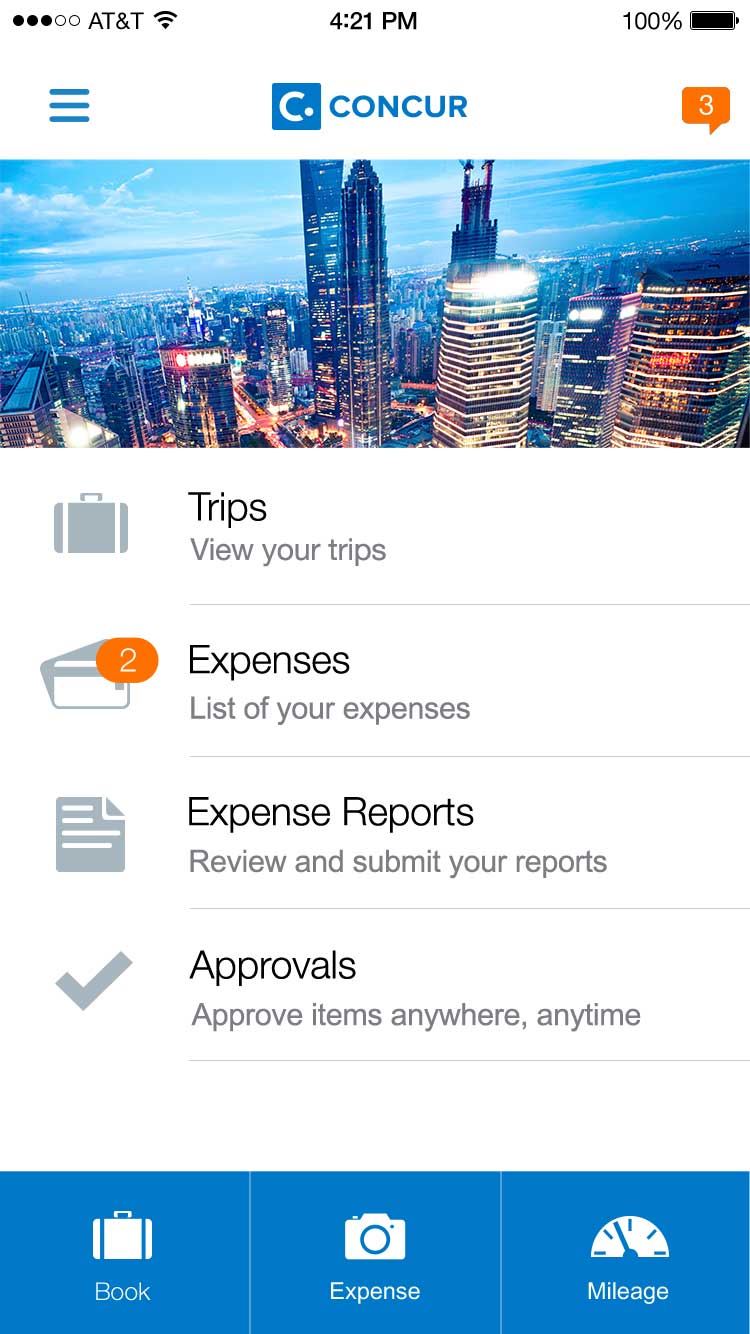 AT&T 4:21 PM 100%
CONCUR 3
Trips
View your trips
2
Expenses
List of your expenses
Expense Reports
Review and submit your reports
Approvals
Approve items anywhere, anytime
Book Expense Mileage